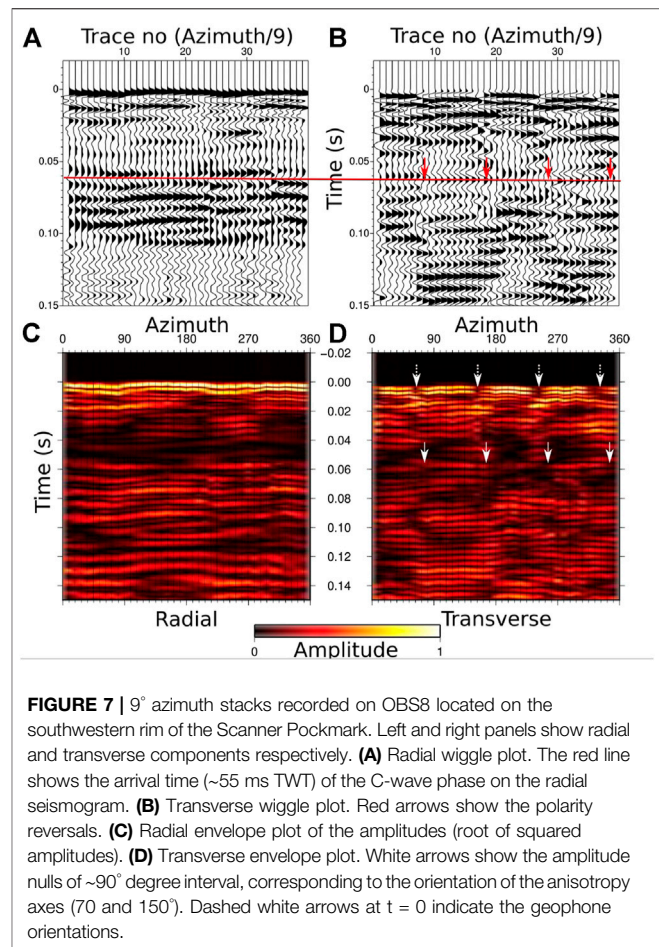 A
Trace no (Azimuth/9)
10 20 30
0
0.05
0.10
0.15
B
Trace no (Azimuth/9)
10 20 30
0
0.05
0.10
0.15
Time (s)
C
Azimuth
0 90 180 270 360
Time (s)
Radial
D
Azimuth
0 90 180 270 360
−0.02
0.00
0.02
0.04
0.06
0.08
0.10
0.12
0.14
Transverse
0 1
Amplitude
FIGURE 7 | 9° azimuth stacks recorded on OBS8 located on the
southwestern rim of the Scanner Pockmark. Left and right panels show radial
and transverse components respectively. (A) Radial wiggle plot. The red line
shows the arrival time (~55 ms TWT) of the C-wave phase on the radial
seismogram. (B) Transverse wiggle plot. Red arrows show the polarity
reversals. (C) Radial envelope plot of the amplitudes (root of squared
amplitudes). (D) Transverse envelope plot. White arrows show the amplitude
nulls of ~90° degree interval, corresponding to the orientation of the anisotropy
axes (70 and 150°). Dashed white arrows at t = 0 indicate the geophone
orientations.